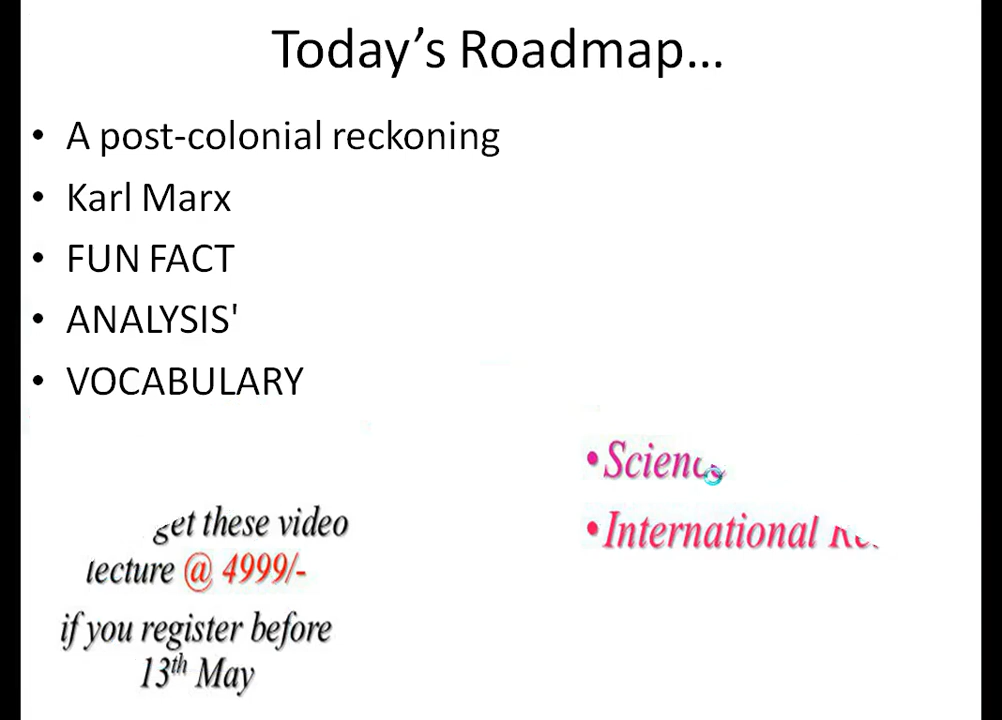 Today's Roadmap...
• A post-colonial reckoning
• Karl Marx
• FUN FACT
• ANALYSIS'
• VOCABULARY
•
•International
get these video
lecture @ 4999/-
if you register before
13th May